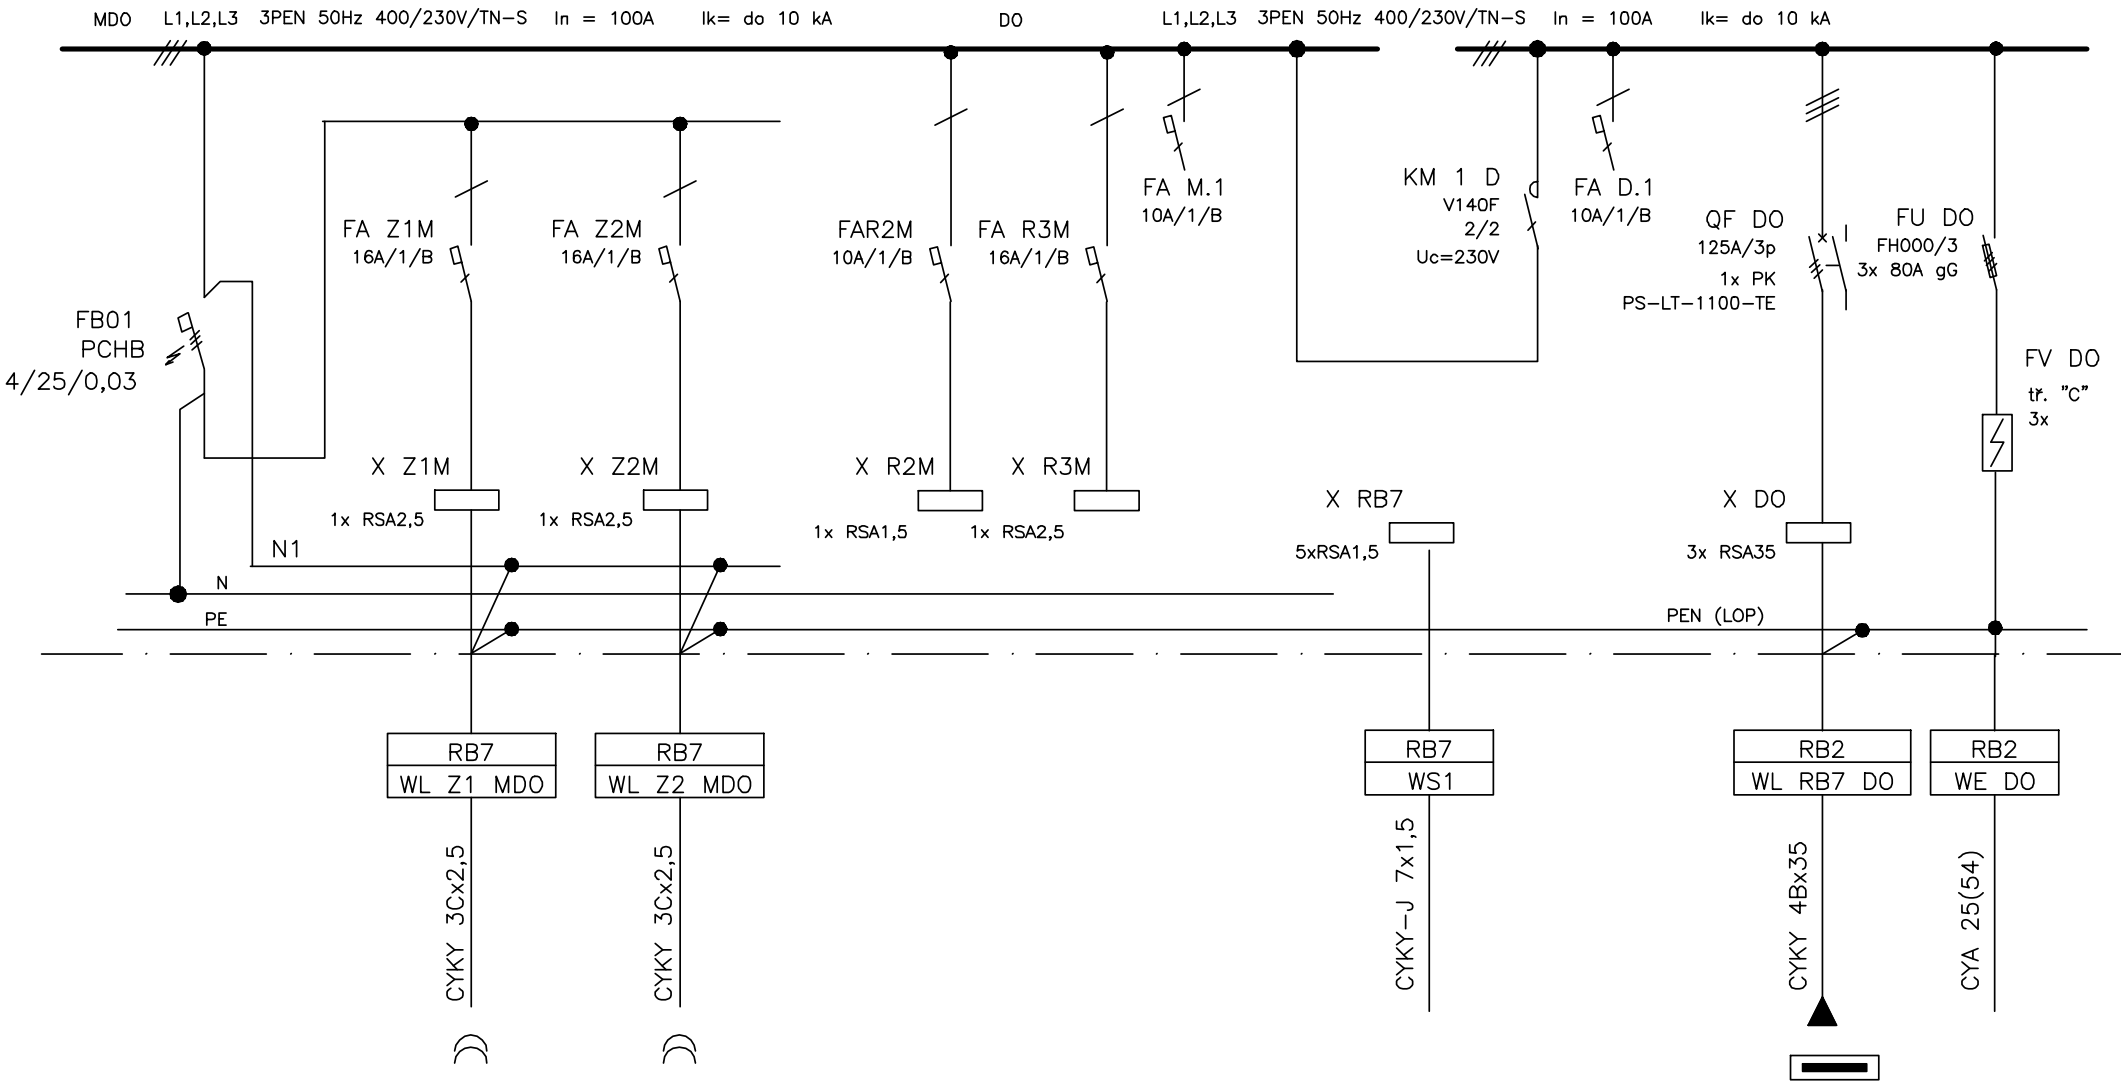 MDO L1,L2,L3 3PEN 50Hz 400/230V/TN-S In = 100A Ik= do 10 kA
DO L1,L2,L3 3PEN 50Hz 400/230V/TN-S In = 100A Ik= do 10 kA
FB01
PCHB
4/25/0,03
FA Z1M
16A/1/B
FA Z2M
16A/1/B
FAR2M
10A/1/B
FA R3M
16A/1/B
FA M.1
10A/1/B
KM 1 D
V140F
2/2
Uc=230V
FA D.1
10A/1/B
QF DO
125A/3p
1x PK
PS-LT-1100-TE
FU DO
FH000/3
3x 80A gG
FV DO
tř. "C"
3x
X Z1M
1x RSA2,5
X Z2M
1x RSA2,5
X R2M
1x RSA1,5
X R3M
1x RSA2,5
X RB7
5xRSA1,5
X DO
3x RSA35
N1
N
PE
PEN (LOP)
RB7
WL Z1 MDO
RB7
WL Z2 MDO
RB7
WS1
RB2
WL RB7 DO
RB2
WE DO
CYKY 3Cx2,5
CYKY 3Cx2,5
CYKY-J 7x1,5
CYKY 4Bx35
CYA 25(54)